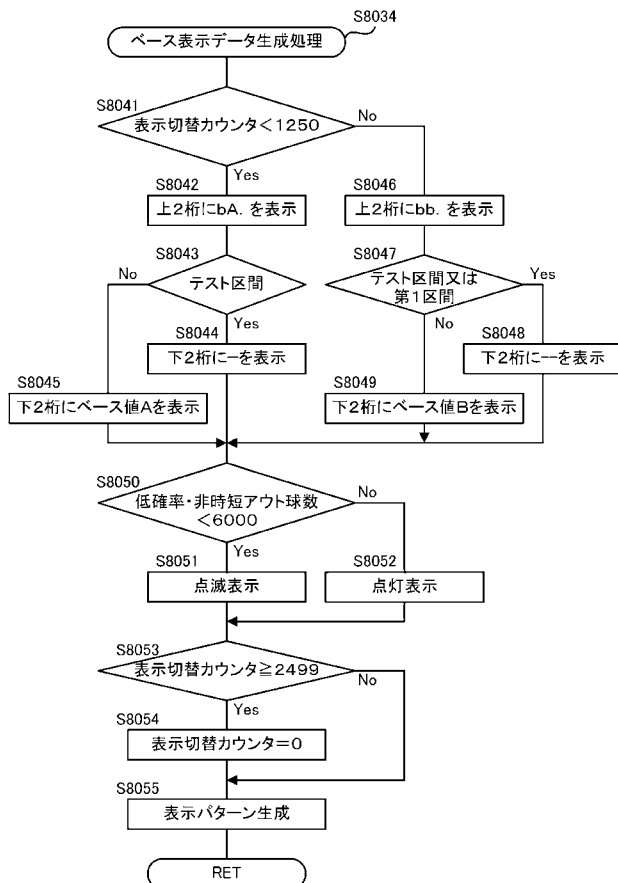 S8034
ベース表示データ生成処理
S8041
表示切替カウンタ<1250
No
Yes
S8042
上2桁にbA. を表示
S8046
上2桁にbb. を表示
S8043
テスト区間
No
Yes
S8047
テスト区間又は
第1区間
Yes
No
S8044
下2桁に−を表示
S8048
下2桁に−−を表示
S8045
下2桁にベース値Aを表示
S8049
下2桁にベース値Bを表示
S8050
低確率・非時短アウト球数
<6000
No
Yes
S8051
点滅表示
S8052
点灯表示
S8053
表示切替カウンタ≧2499
No
Yes
S8054
表示切替カウンタ=0
S8055
表示パターン生成
RET